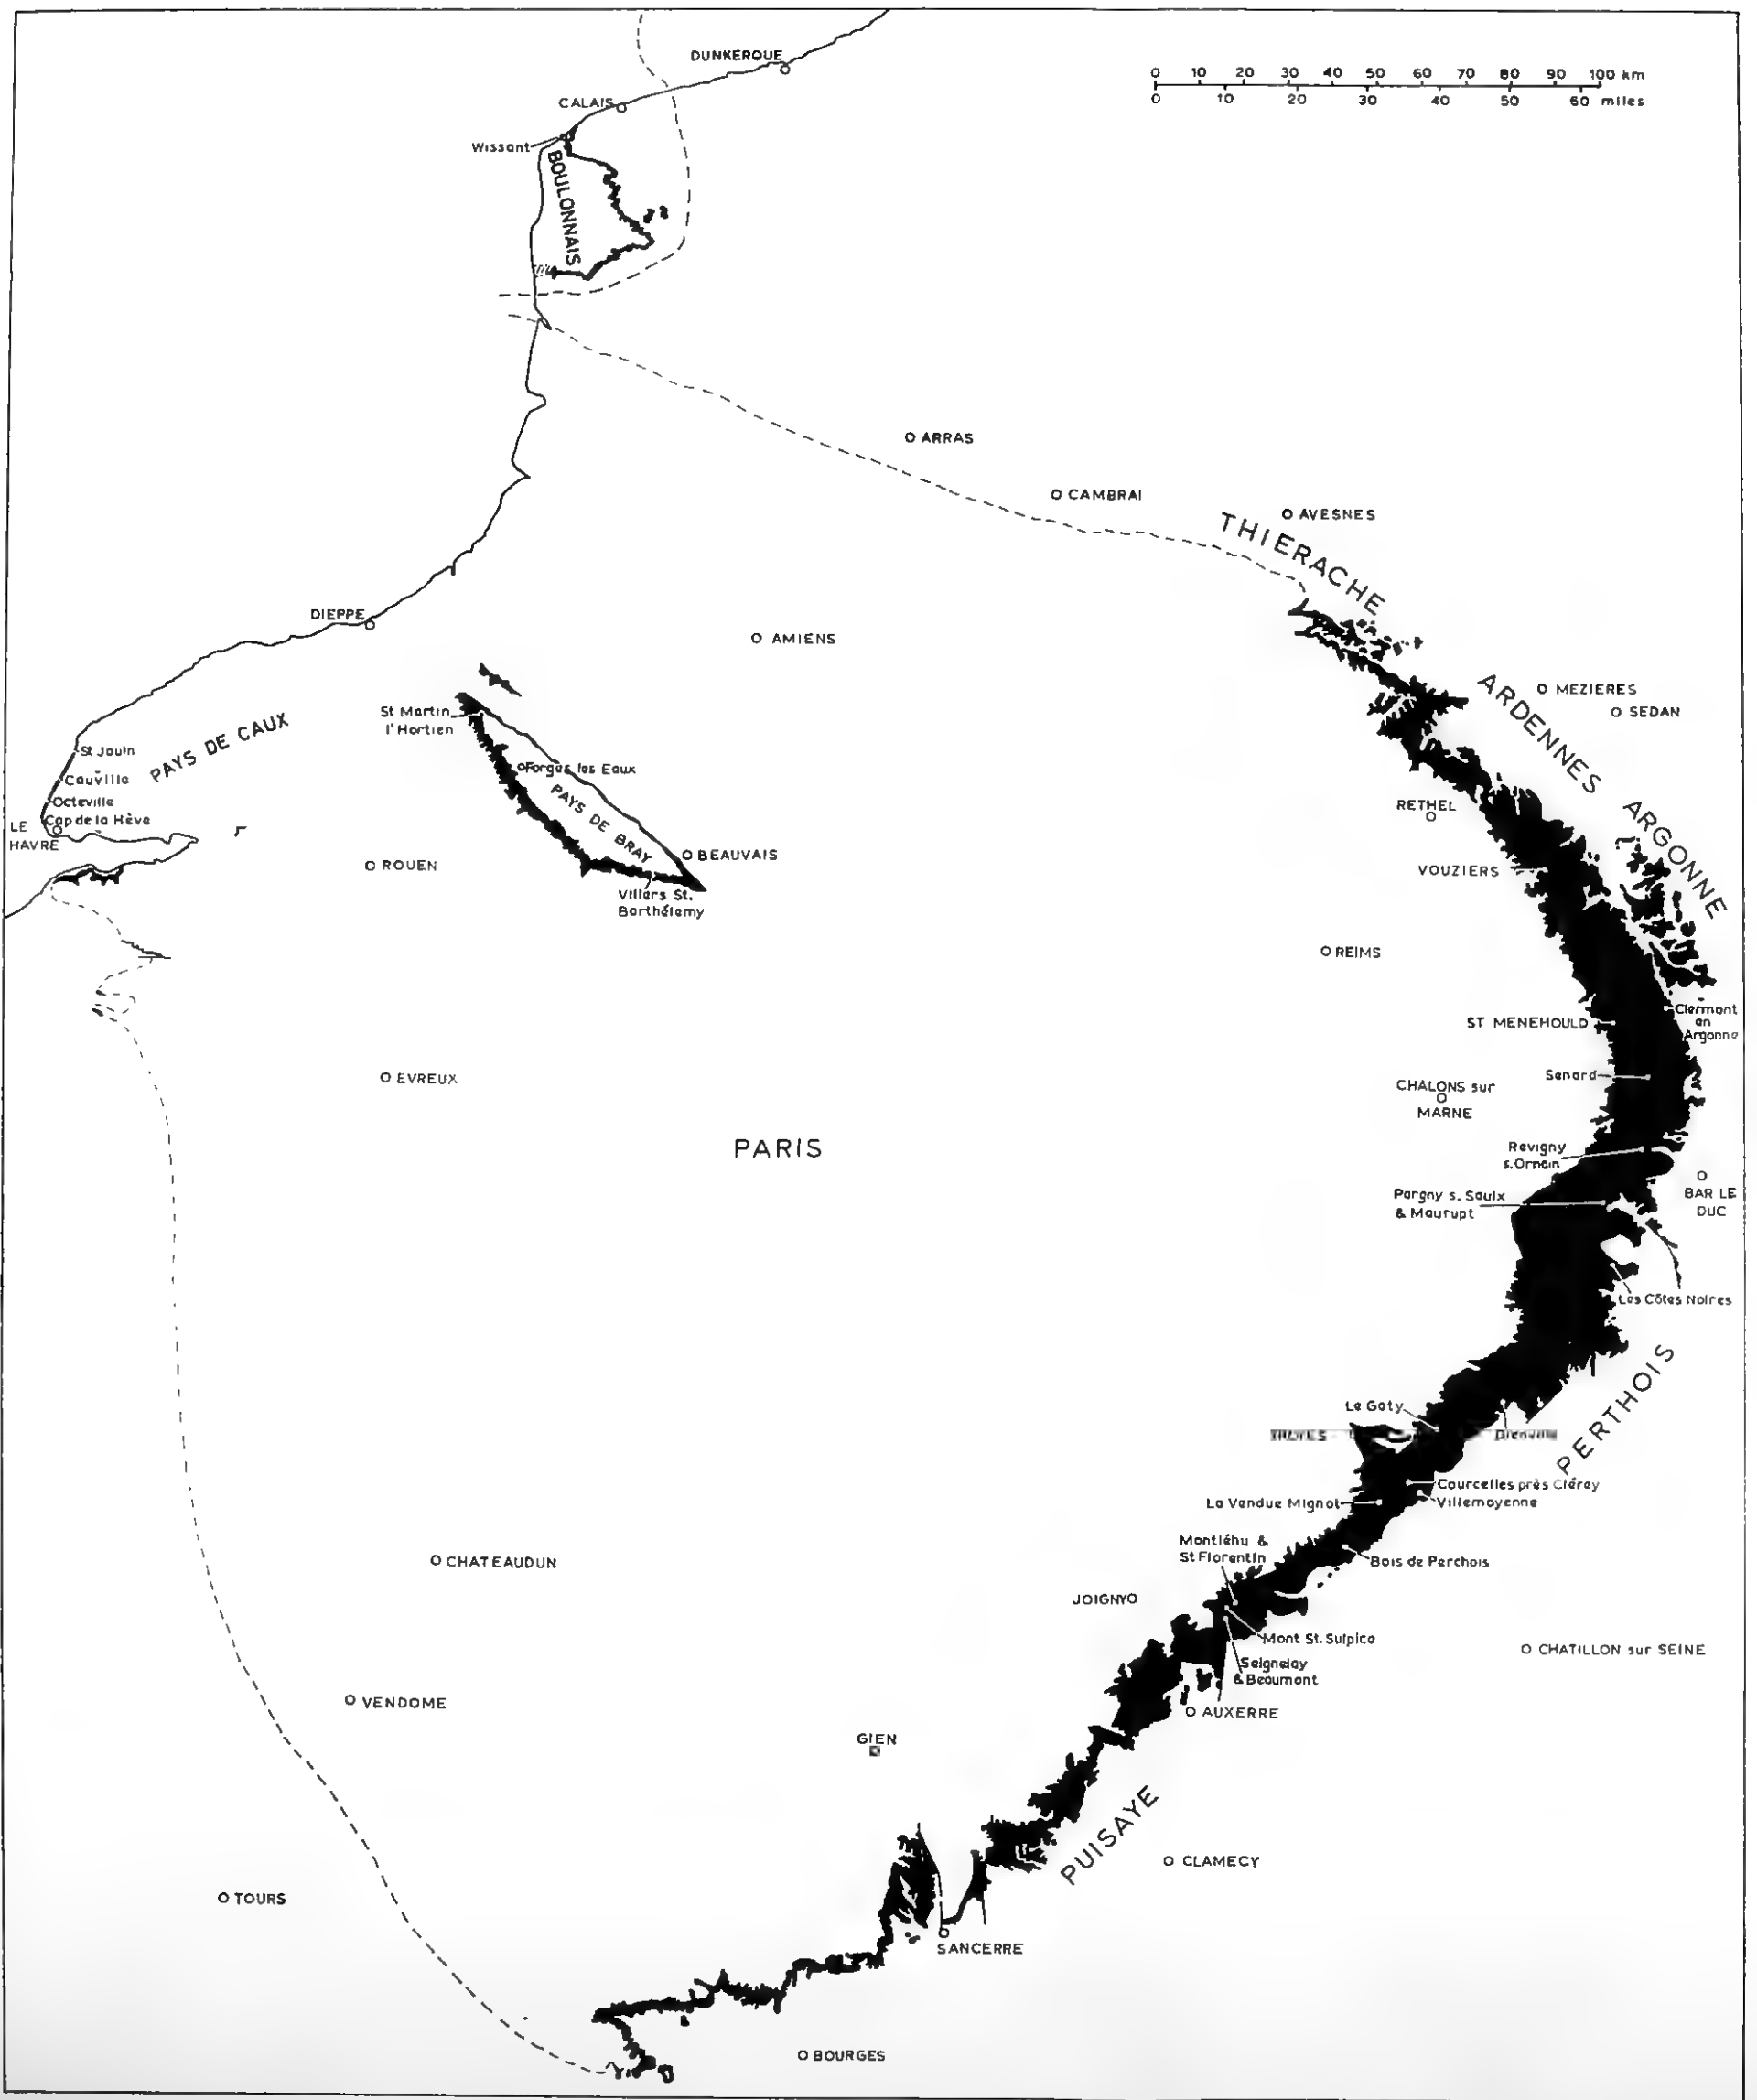 DUNKERQUE
0 10 20 30 40 50 60 70 80 90 100 km
0 10 20 30 40 50 60 miles
CALAIS
Wissant
BOULONNAIS
ARRAS
CAMBRAI
AVESNES
THIERACHE
DIEPPE
AMIENS
ARDENNES
MEZIERES
SEDAN
St Martin
l'Hortien
PAYS DE CAUX
St Jouin
Cauville
Octeville
Cap de la Hève
LE
HAVRE
Forges les Eaux
PAYS DE BRAY
BEAUVAIS
ROUEN
Villers St.
Barthélemy
RETHEL
ARGONNE
VOUZIERS
REIMS
ST MENEHOULD
Clermont
en
Argonne
EVREUX
Senard
CHALONS sur
MARNE
PARIS
Revigny
s.Ornain
BAR LE
DUC
Pargny s. Saulx
& Maurupt
Les Côtes Noires
PERTHOIS
Le Gaty
TROYES
Dienville
Courcelles près Clérey
La Vendue Mignot
Villemoyenne
Montiéhu &
St Florentin
Bois de Perchois
CHATEAUDUN
JOIGNY
Mont St. Sulpice
CHATILLON sur SEINE
Seignelay
& Beaumont
VENDOME
AUXERRE
GIEN
PUISAYE
CLAMECY
TOURS
SANCERRE
BOURGES